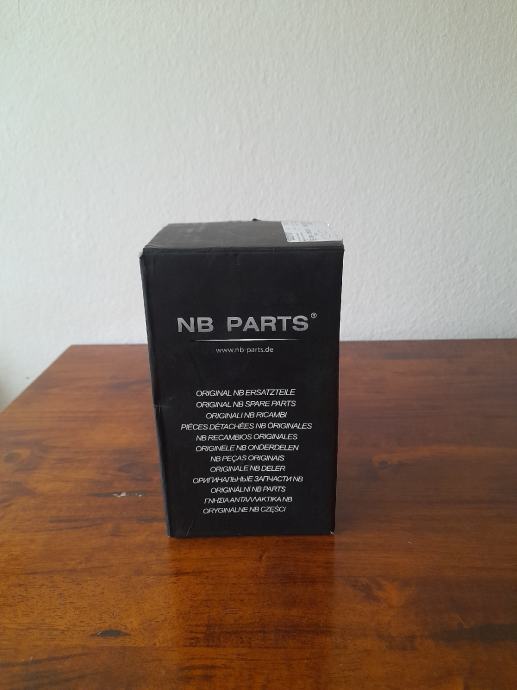 NB PARTS®
www.nb-parts.de
ORIGINAL NB ERSATZTEILE
ORIGINAL NB SPARE PARTS
ORIGINALI NB RICAMBI
PIÈCES DÉTACHÉES NB ORIGINALES
NB RECAMBIOS ORIGINALES
ORIGINELE NB ONDERDELEN
NB PEÇAS ORIGINAIS
ORIGINALE NB DELER
ОРИГИНАЛЬНЫЕ ЗАПЧАСТИ NB
ORIGINÁLNI NB PARTS
ΓΝΗΣΙΑ ΑΝΤΑΛΛΑΚΤΙΚΑ NB
ORYGINALNE NB CZĘŚCI